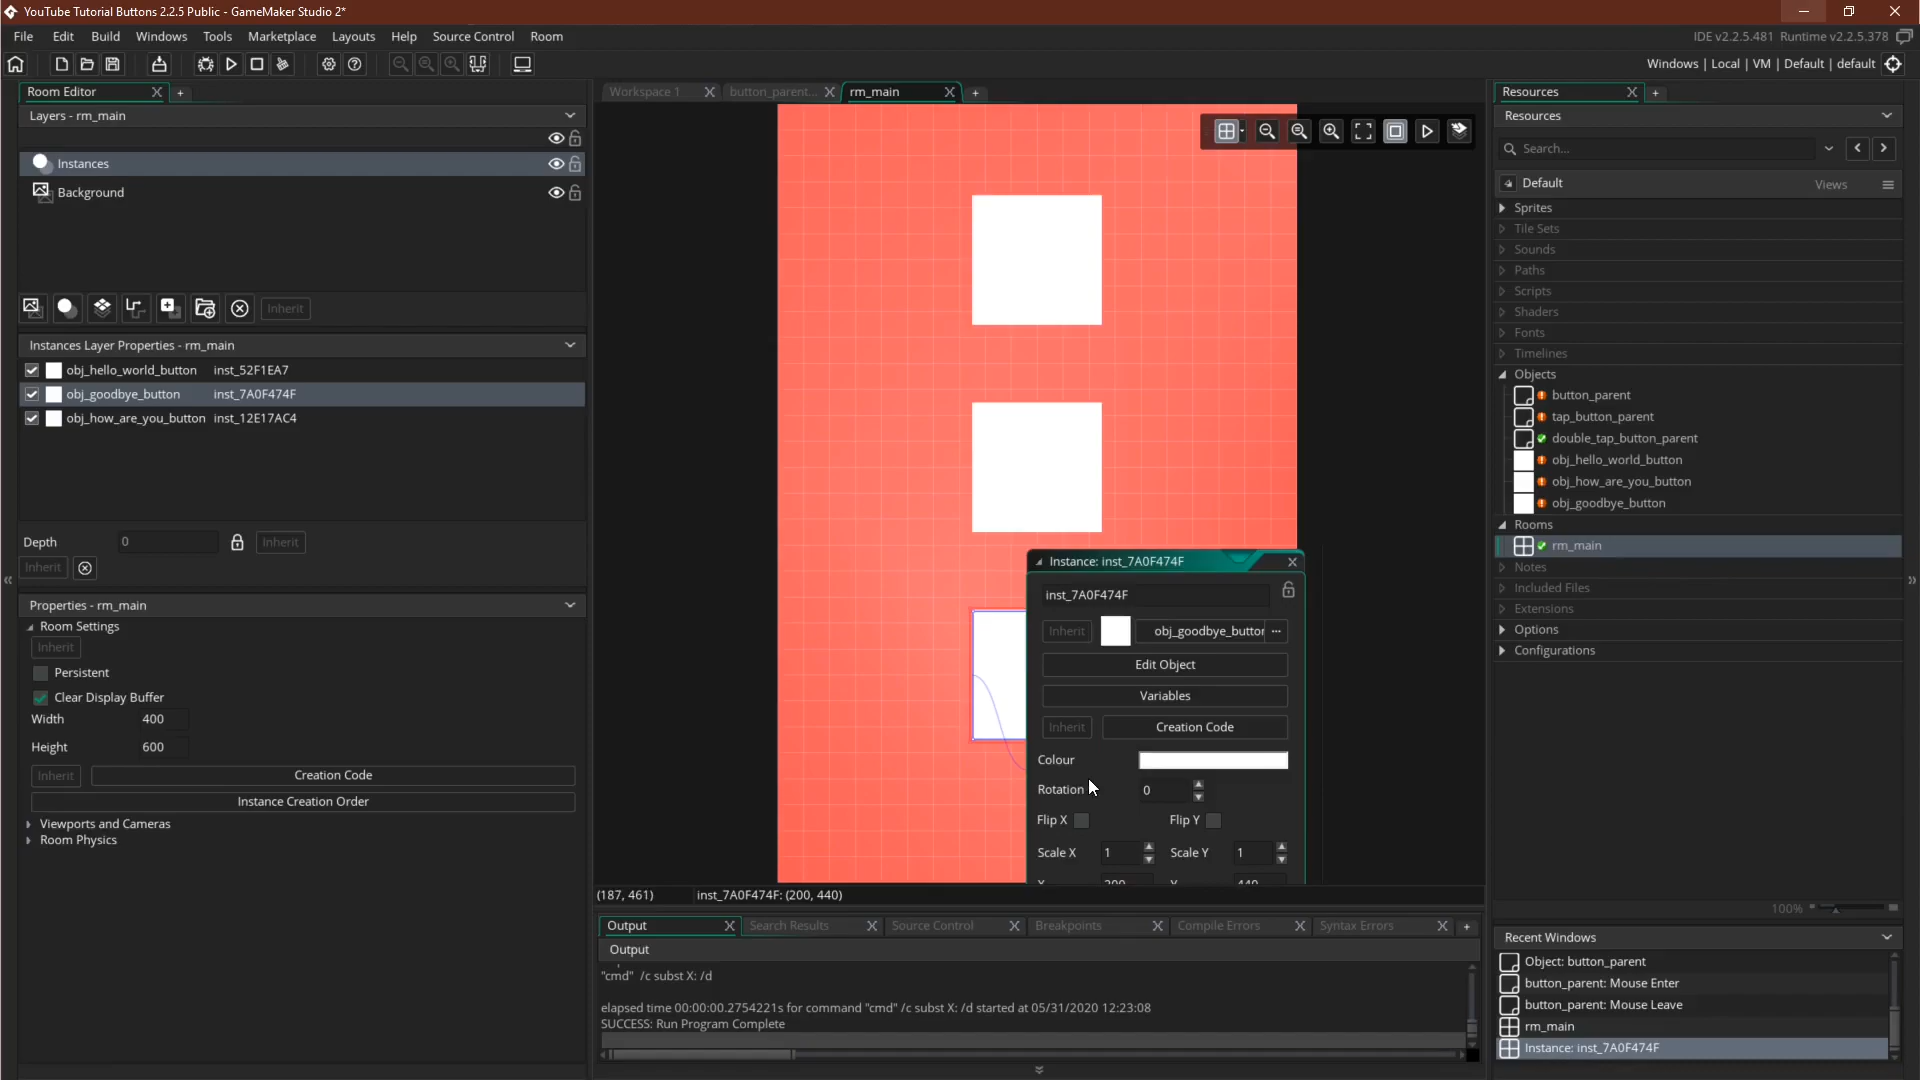 YouTube Tutorial Buttons 2.2.5 Public - GameMaker Studio 2*
File Edit Build Windows Tools Marketplace Layouts Help Source Control Room
IDE v2.2.5.481 Runtime v2.2.5.378
Windows | Local | VM | Default | default
Room Editor
Layers - rm_main
Instances
Background
Inherit
Instances Layer Properties - rm_main
obj_hello_world_button inst_52F1EA7
obj_goodbye_button inst_7A0F474F
obj_how_are_you_button inst_12E17AC4
Depth 0 Inherit
Inherit
Properties - rm_main
Room Settings
Inherit
Persistent
Clear Display Buffer
Width 400
Height 600
Inherit Creation Code
Instance Creation Order
Viewports and Cameras
Room Physics
Workspace 1 button_parent... rm_main
Instance: inst_7A0F474F
inst_7A0F474F
Inherit obj_goodbye_buttor ...
Edit Object
Variables
Inherit Creation Code
Colour
Rotation 0
Flip X Flip Y
Scale X 1 Scale Y 1
X 200 Y 440
(187, 461) inst_7A0F474F: (200, 440)
Output Search Results Source Control Breakpoints Compile Errors Syntax Errors
Output
"cmd" /c subst X: /d
elapsed time 00:00:00.2754221s for command "cmd" /c subst X: /d started at 05/31/2020 12:23:08
SUCCESS: Run Program Complete
Resources
Resources
Search...
Default Views
Sprites
Tile Sets
Sounds
Paths
Scripts
Shaders
Fonts
Timelines
Objects
button_parent
tap_button_parent
double_tap_button_parent
obj_hello_world_button
obj_how_are_you_button
obj_goodbye_button
Rooms
rm_main
Notes
Included Files
Extensions
Options
Configurations
100%
Recent Windows
Object: button_parent
button_parent: Mouse Enter
button_parent: Mouse Leave
rm_main
Instance: inst_7A0F474F